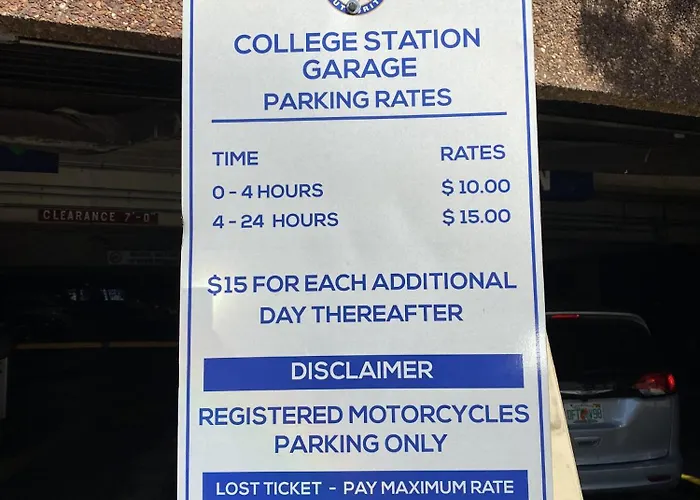 COLLEGE STATION
GARAGE
PARKING RATES
TIME RATES
0 - 4 HOURS $ 10.00
4 - 24 HOURS $ 15.00
$15 FOR EACH ADDITIONAL
DAY THEREAFTER
DISCLAIMER
REGISTERED MOTORCYCLES
PARKING ONLY
LOST TICKET - PAY MAXIMUM RATE
CLEARANCE 7'-0"